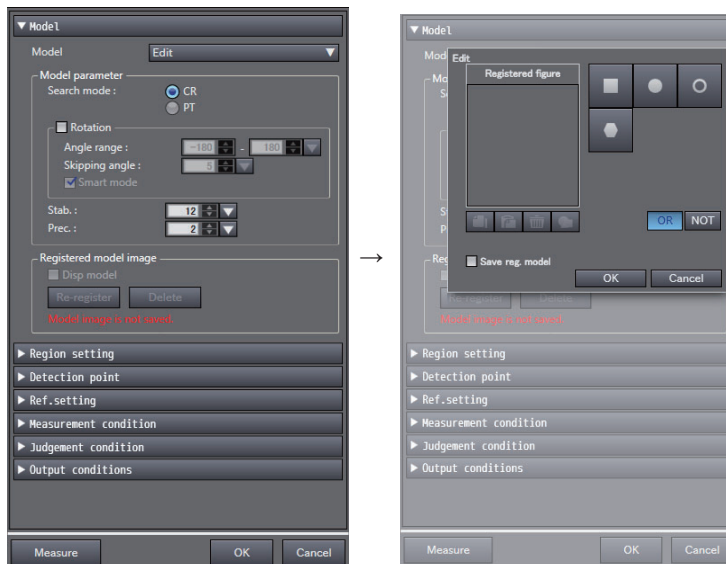 Model
Model Edit
Model parameter
Search mode : CR
PT
Rotation
Angle range : -180 - 180
Skipping angle : 5
Smart mode
Stab. : 12
Prec. : 2
Registered model image
Disp model
Re-register Delete
Model image is not saved.
Region setting
Detection point
Ref.setting
Measurement condition
Judgement condition
Output conditions
Measure OK Cancel
→
Model
Edit
Registered figure
OR NOT
Save reg. model
OK Cancel
Re-register Delete
Model image is not saved.
Region setting
Detection point
Ref.setting
Measurement condition
Judgement condition
Output conditions
Measure OK Cancel